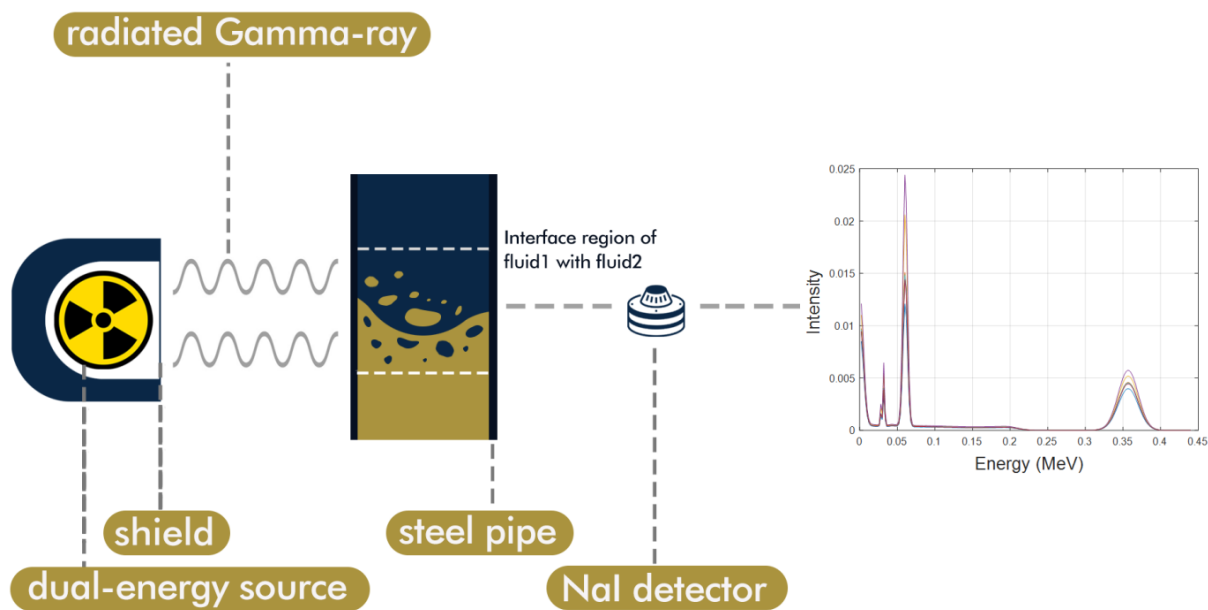 radiated Gamma-ray
Interface region of
fluid1 with fluid2
shield
dual-energy source
steel pipe
NaI detector
Intensity
0.025
0.02
0.015
0.01
0.005
0
0 0.05 0.1 0.15 0.2 0.25 0.3 0.35 0.4 0.45
Energy (MeV)